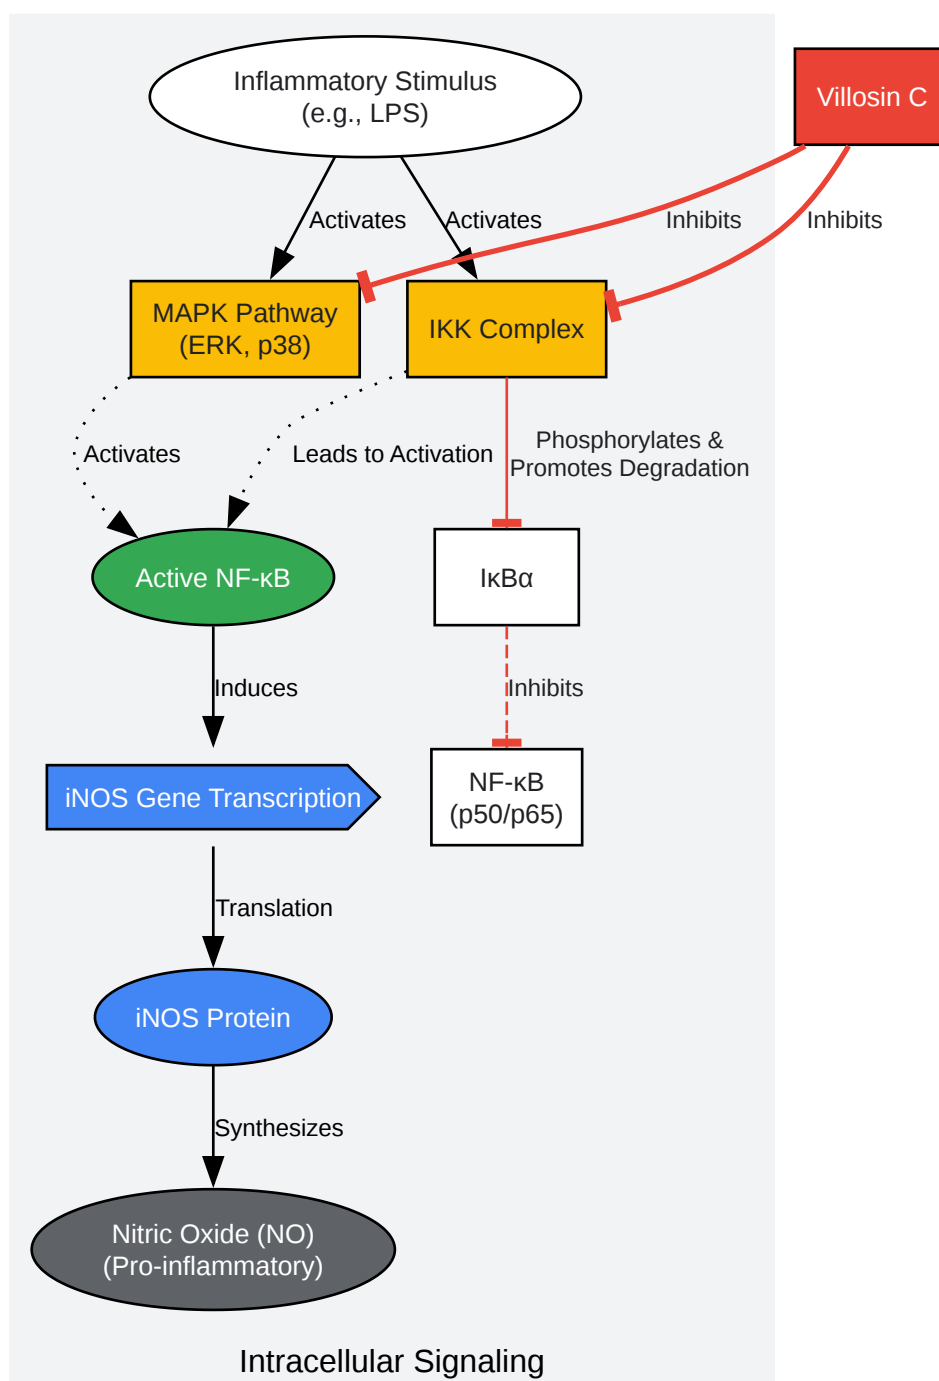 Inflammatory Stimulus
(e.g., LPS)
Villosin C
Activates
Activates
Inhibits
Inhibits
MAPK Pathway
(ERK, p38)
IKK Complex
Activates
Leads to Activation
Phosphorylates &
Promotes Degradation
Active NF-κB
IκBα
Induces
Inhibits
iNOS Gene Transcription
NF-κB
(p50/p65)
Translation
iNOS Protein
Synthesizes
Nitric Oxide (NO)
(Pro-inflammatory)
Intracellular Signaling